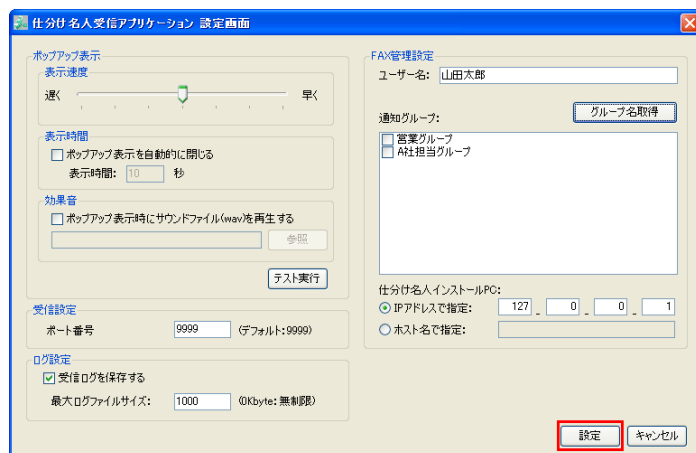 仕分け名人受信アプリケーション 設定画面
ポップアップ表示
表示速度
遅く 早く
表示時間
ポップアップ表示を自動的に閉じる
表示時間: 10 秒
効果音
ポップアップ表示時にサウンドファイル(wav)を再生する
参照
テスト実行
受信設定
ポート番号 9999 (デフォルト:9999)
ログ設定
受信ログを保存する
最大ログファイルサイズ: 1000 (0Kbyte:無制限)
FAX管理設定
ユーザー名: 山田太郎
通知グループ: グループ名取得
営業グループ
A社担当グループ
仕分け名人インストールPC:
IPアドレスで指定: 127 . 0 . 0 . 1
ホスト名で指定:
設定 キャンセル